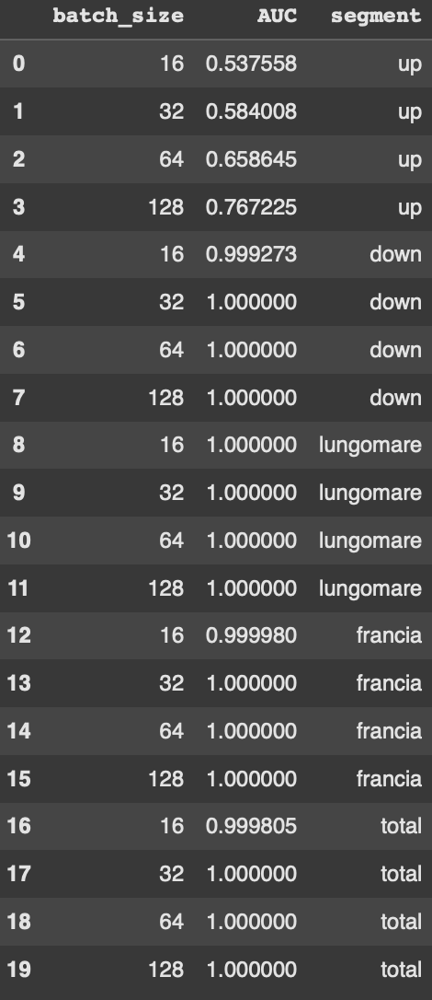 batch_size AUC segment
0 16 0.537558 up
1 32 0.584008 up
2 64 0.658645 up
3 128 0.767225 up
4 16 0.999273 down
5 32 1.000000 down
6 64 1.000000 down
7 128 1.000000 down
8 16 1.000000 lungomare
9 32 1.000000 lungomare
10 64 1.000000 lungomare
11 128 1.000000 lungomare
12 16 0.999980 francia
13 32 1.000000 francia
14 64 1.000000 francia
15 128 1.000000 francia
16 16 0.999805 total
17 32 1.000000 total
18 64 1.000000 total
19 128 1.000000 total